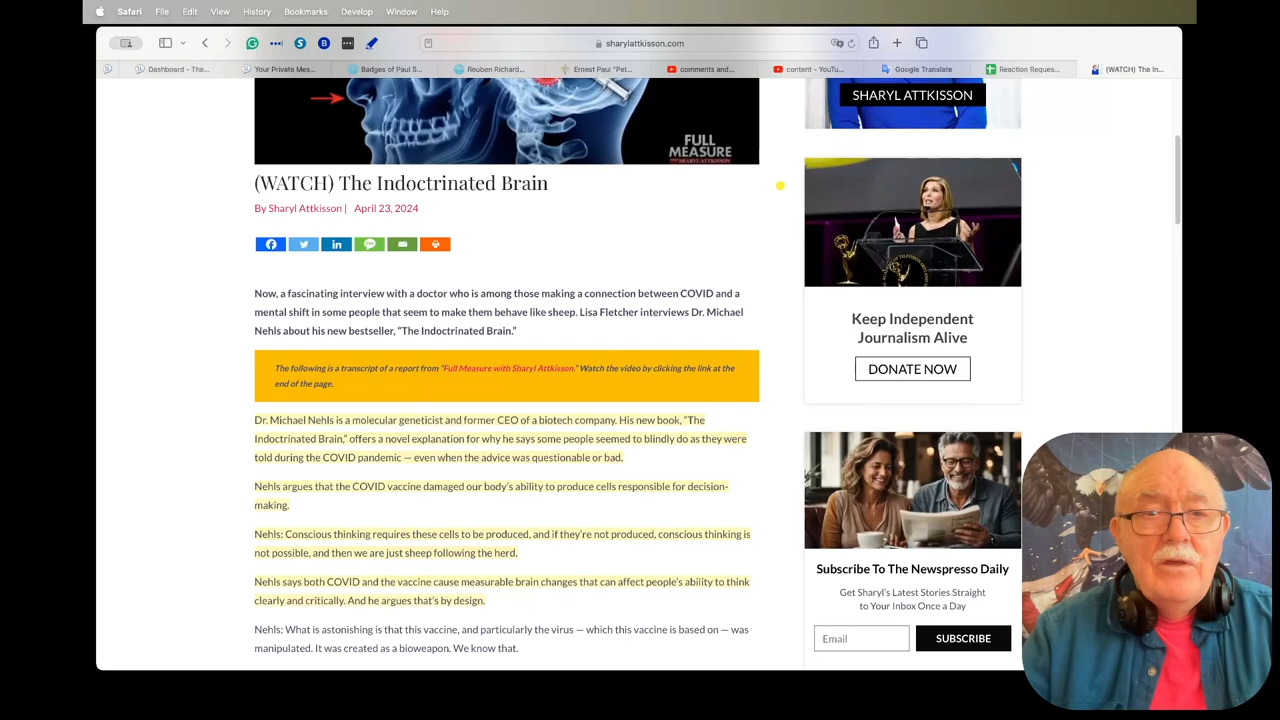 Safari File Edit View History Bookmarks Develop Window Help
sharylattkisson.com
Dashboard - The... Your Private Mes... Badges of Paul S... Reuben Richard... Ernest Paul "Pet... comments and... content - YouTu... Google Translate Reaction Reques... (WATCH) The In...
FULL
MEASURE
(WATCH) The Indoctrinated Brain
By Sharyl Attkisson | April 23, 2024
Now, a fascinating interview with a doctor who is among those making a connection between COVID and a
mental shift in some people that seem to make them behave like sheep. Lisa Fletcher interviews Dr. Michael
Nehls about his new bestseller, “The Indoctrinated Brain.”
The following is a transcript of a report from “Full Measure with Sharyl Attkisson.” Watch the video by clicking the link at the
end of the page.
Dr. Michael Nehls is a molecular geneticist and former CEO of a biotech company. His new book, “The
Indoctrinated Brain,” offers a novel explanation for why he says some people seemed to blindly do as they were
told during the COVID pandemic — even when the advice was questionable or bad.
Nehls argues that the COVID vaccine damaged our body’s ability to produce cells responsible for decision-
making.
Nehls: Conscious thinking requires these cells to be produced, and if they’re not produced, conscious thinking is
not possible, and then we are just sheep following the herd.
Nehls says both COVID and the vaccine cause measurable brain changes that can affect people’s ability to think
clearly and critically. And he argues that’s by design.
Nehls: What is astonishing is that this vaccine, and particularly the virus — which this vaccine is based on — was
manipulated. It was created as a bioweapon. We know that.
SHARYL ATTKISSON
Keep Independent
Journalism Alive
DONATE NOW
Subscribe To The Newspresso Daily
Get Sharyl’s Latest Stories Straight
to Your Inbox Once a Day
Email SUBSCRIBE